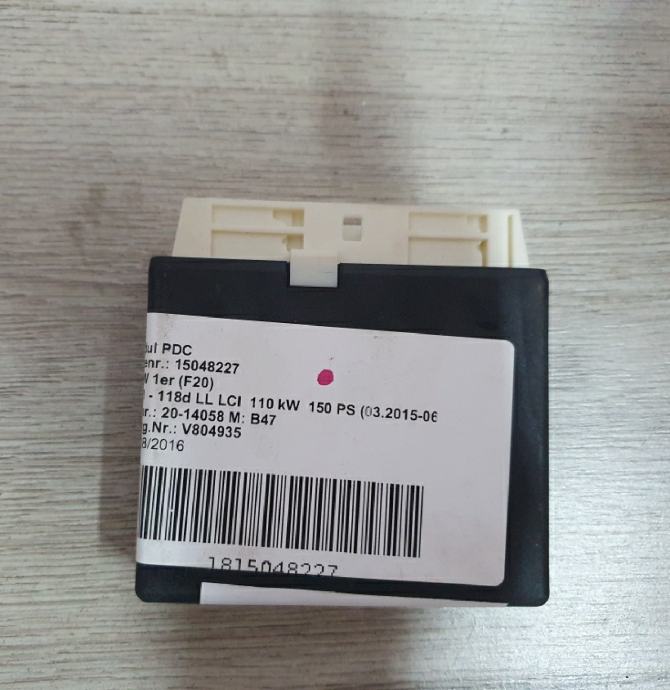 ul PDC
enr.: 15048227
W 1er (F20)
- 118d LL LCI 110 kW 150 PS (03.2015-06
r.: 20-14058 M: B47
g.Nr.: V804935
8/2016
1815048227